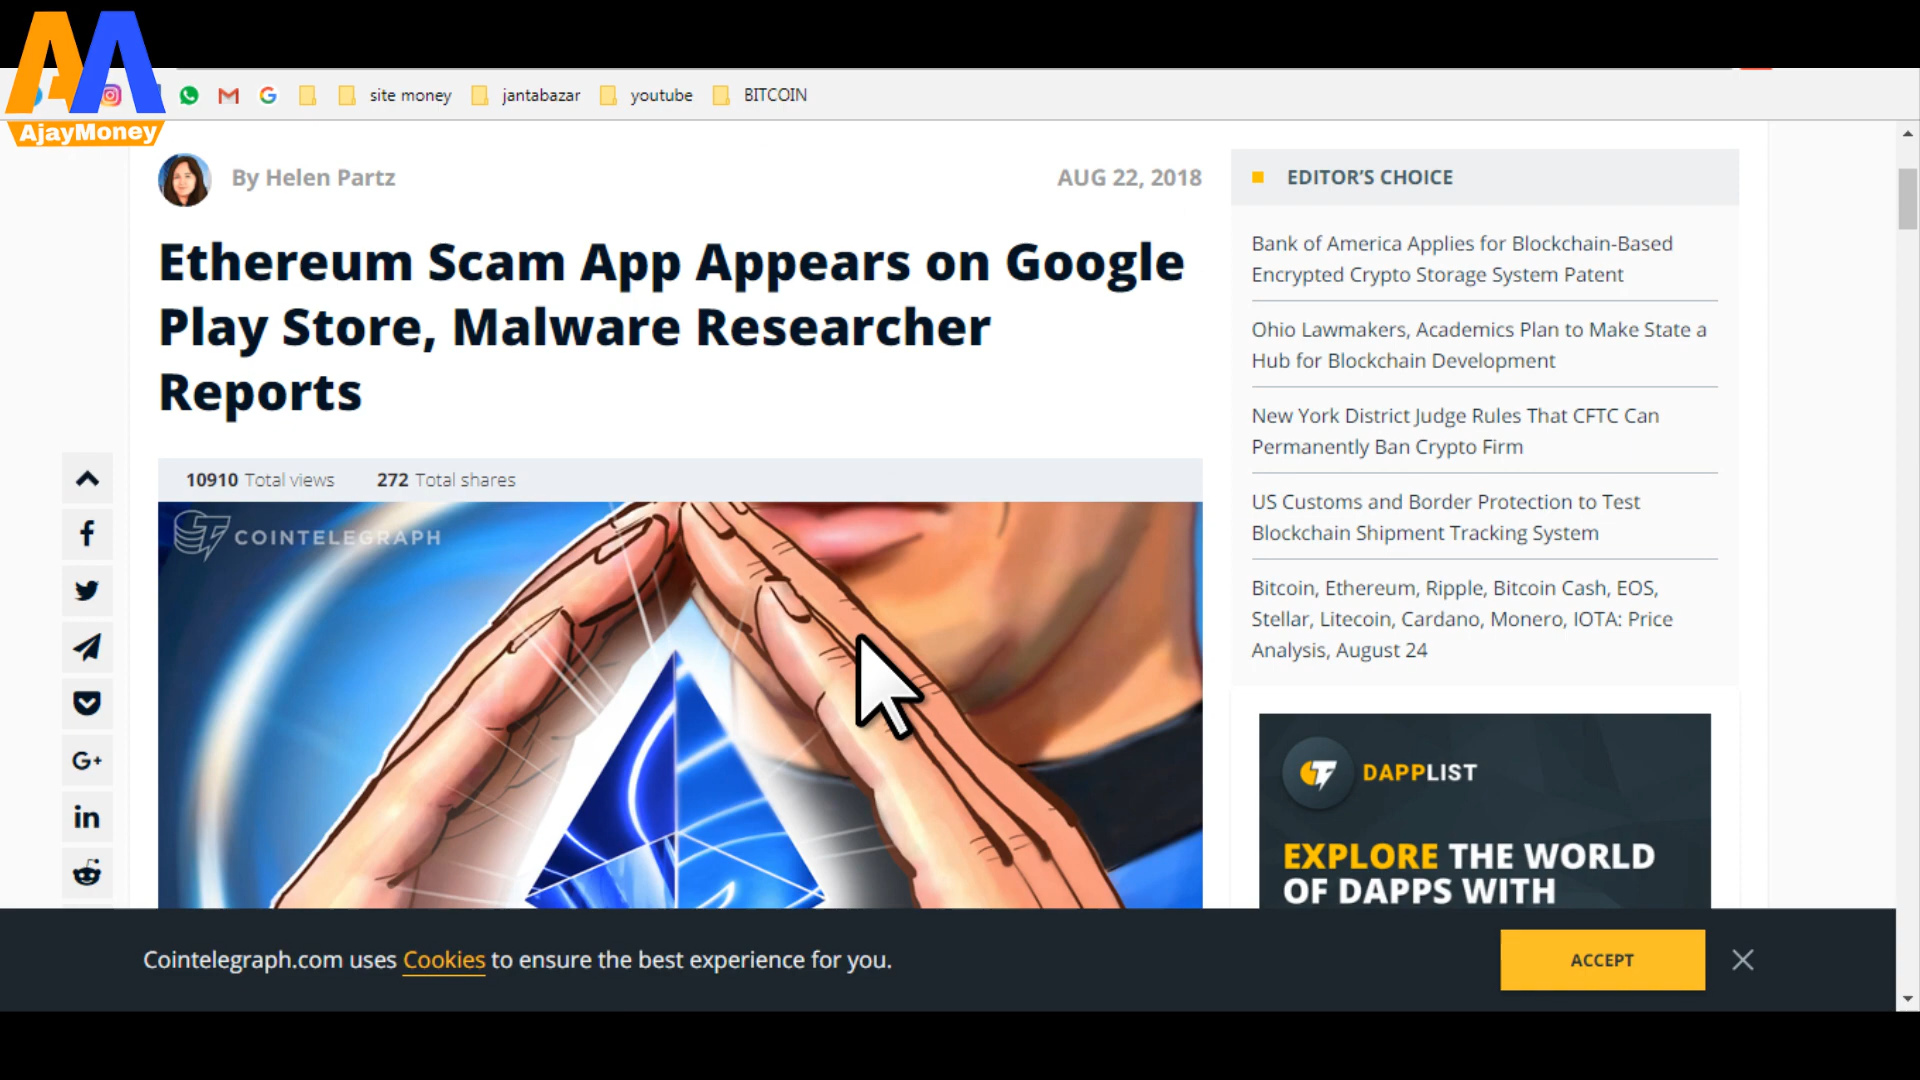 AjayMoney
site money
jantabazar
youtube
BITCOIN
By Helen Partz
AUG 22, 2018
Ethereum Scam App Appears on Google
Play Store, Malware Researcher
Reports
10910 Total views
272 Total shares
COINTELEGRAPH
G+
in
EDITOR'S CHOICE
Bank of America Applies for Blockchain-Based
Encrypted Crypto Storage System Patent
Ohio Lawmakers, Academics Plan to Make State a
Hub for Blockchain Development
New York District Judge Rules That CFTC Can
Permanently Ban Crypto Firm
US Customs and Border Protection to Test
Blockchain Shipment Tracking System
Bitcoin, Ethereum, Ripple, Bitcoin Cash, EOS,
Stellar, Litecoin, Cardano, Monero, IOTA: Price
Analysis, August 24
DAPPLIST
EXPLORE THE WORLD
OF DAPPS WITH
Cointelegraph.com uses Cookies to ensure the best experience for you.
ACCEPT